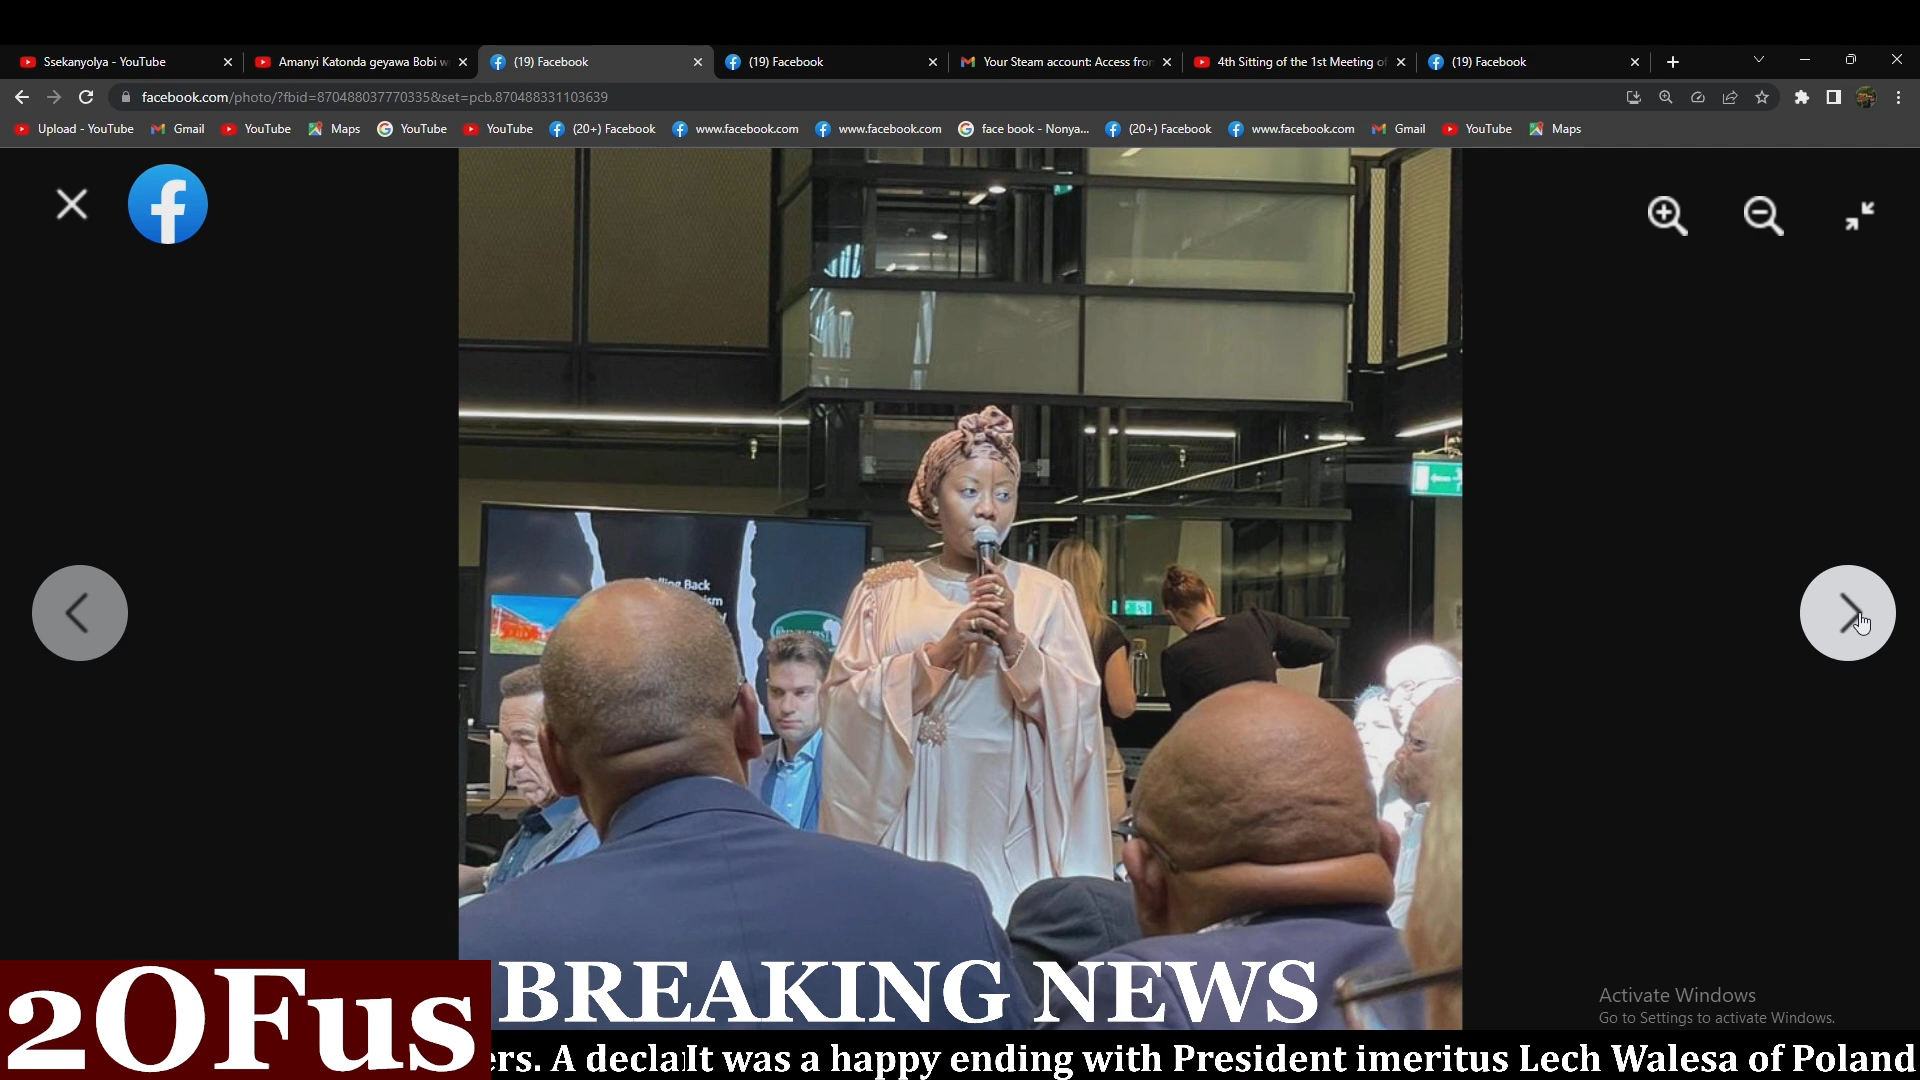 Ssekanyolya - YouTube
Amanyi Katonda geyawa Bobi w
(19) Facebook
(19) Facebook
Your Steam account: Access fro
4th Sitting of the 1st Meeting of
(19) Facebook
facebook.com/photo/?fbid=870488037770335&set=pcb.870488331103639
Upload - YouTube
Gmail
YouTube
Maps
YouTube
YouTube
(20+) Facebook
www.facebook.com
www.facebook.com
face book - Nonya...
(20+) Facebook
www.facebook.com
Gmail
YouTube
Maps
Back
Activate Windows
Go to Settings to activate Windows.
2OFus
BREAKING NEWS
ers. A declaIt was a happy ending with President imeritus Lech Walesa of Poland